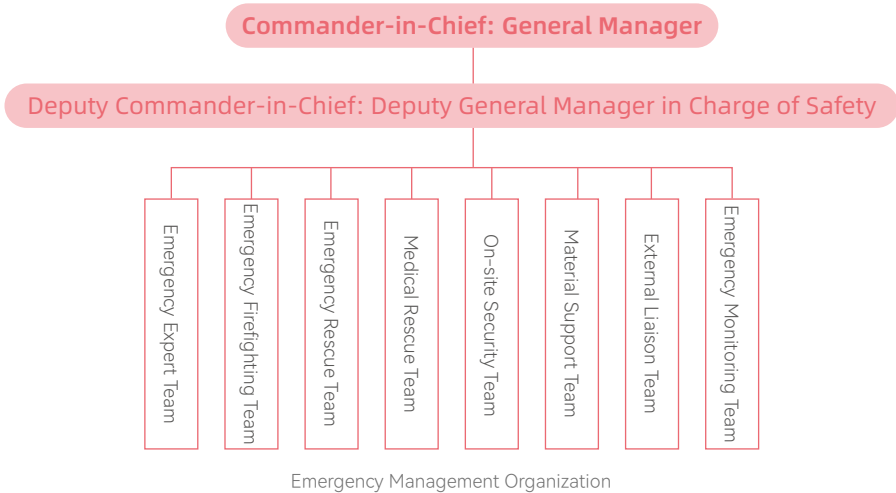 Commander-in-Chief: General Manager
Deputy Commander-in-Chief: Deputy General Manager in Charge of Safety
Emergency Expert Team
Emergency Firefighting Team
Emergency Rescue Team
Medical Rescue Team
On-site Security Team
Material Support Team
External Liaison Team
Emergency Monitoring Team
Emergency Management Organization